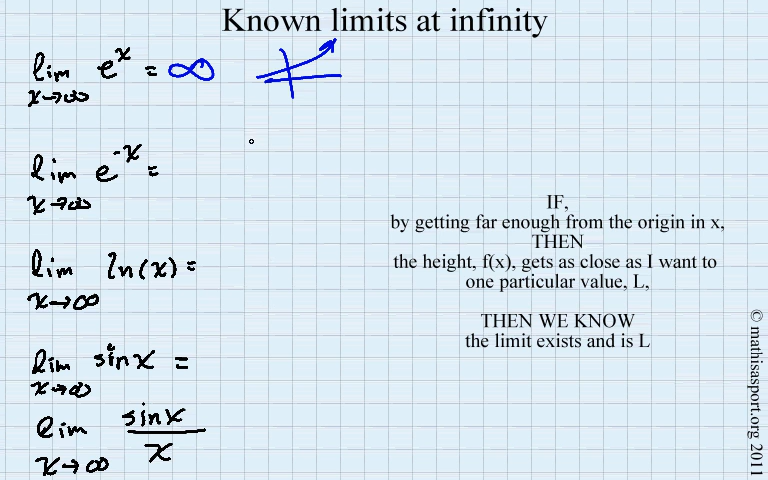 Known limits at infinity
lim e^x = ∞
x→∞
lim e^-x =
x→∞
lim ln(x) =
x→∞
lim sinx =
x→∞
lim sinx/x
x→∞
IF,
by getting far enough from the origin in x,
THEN
the height, f(x), gets as close as I want to
one particular value, L,
THEN WE KNOW
the limit exists and is L
© mathisasport.org 2011